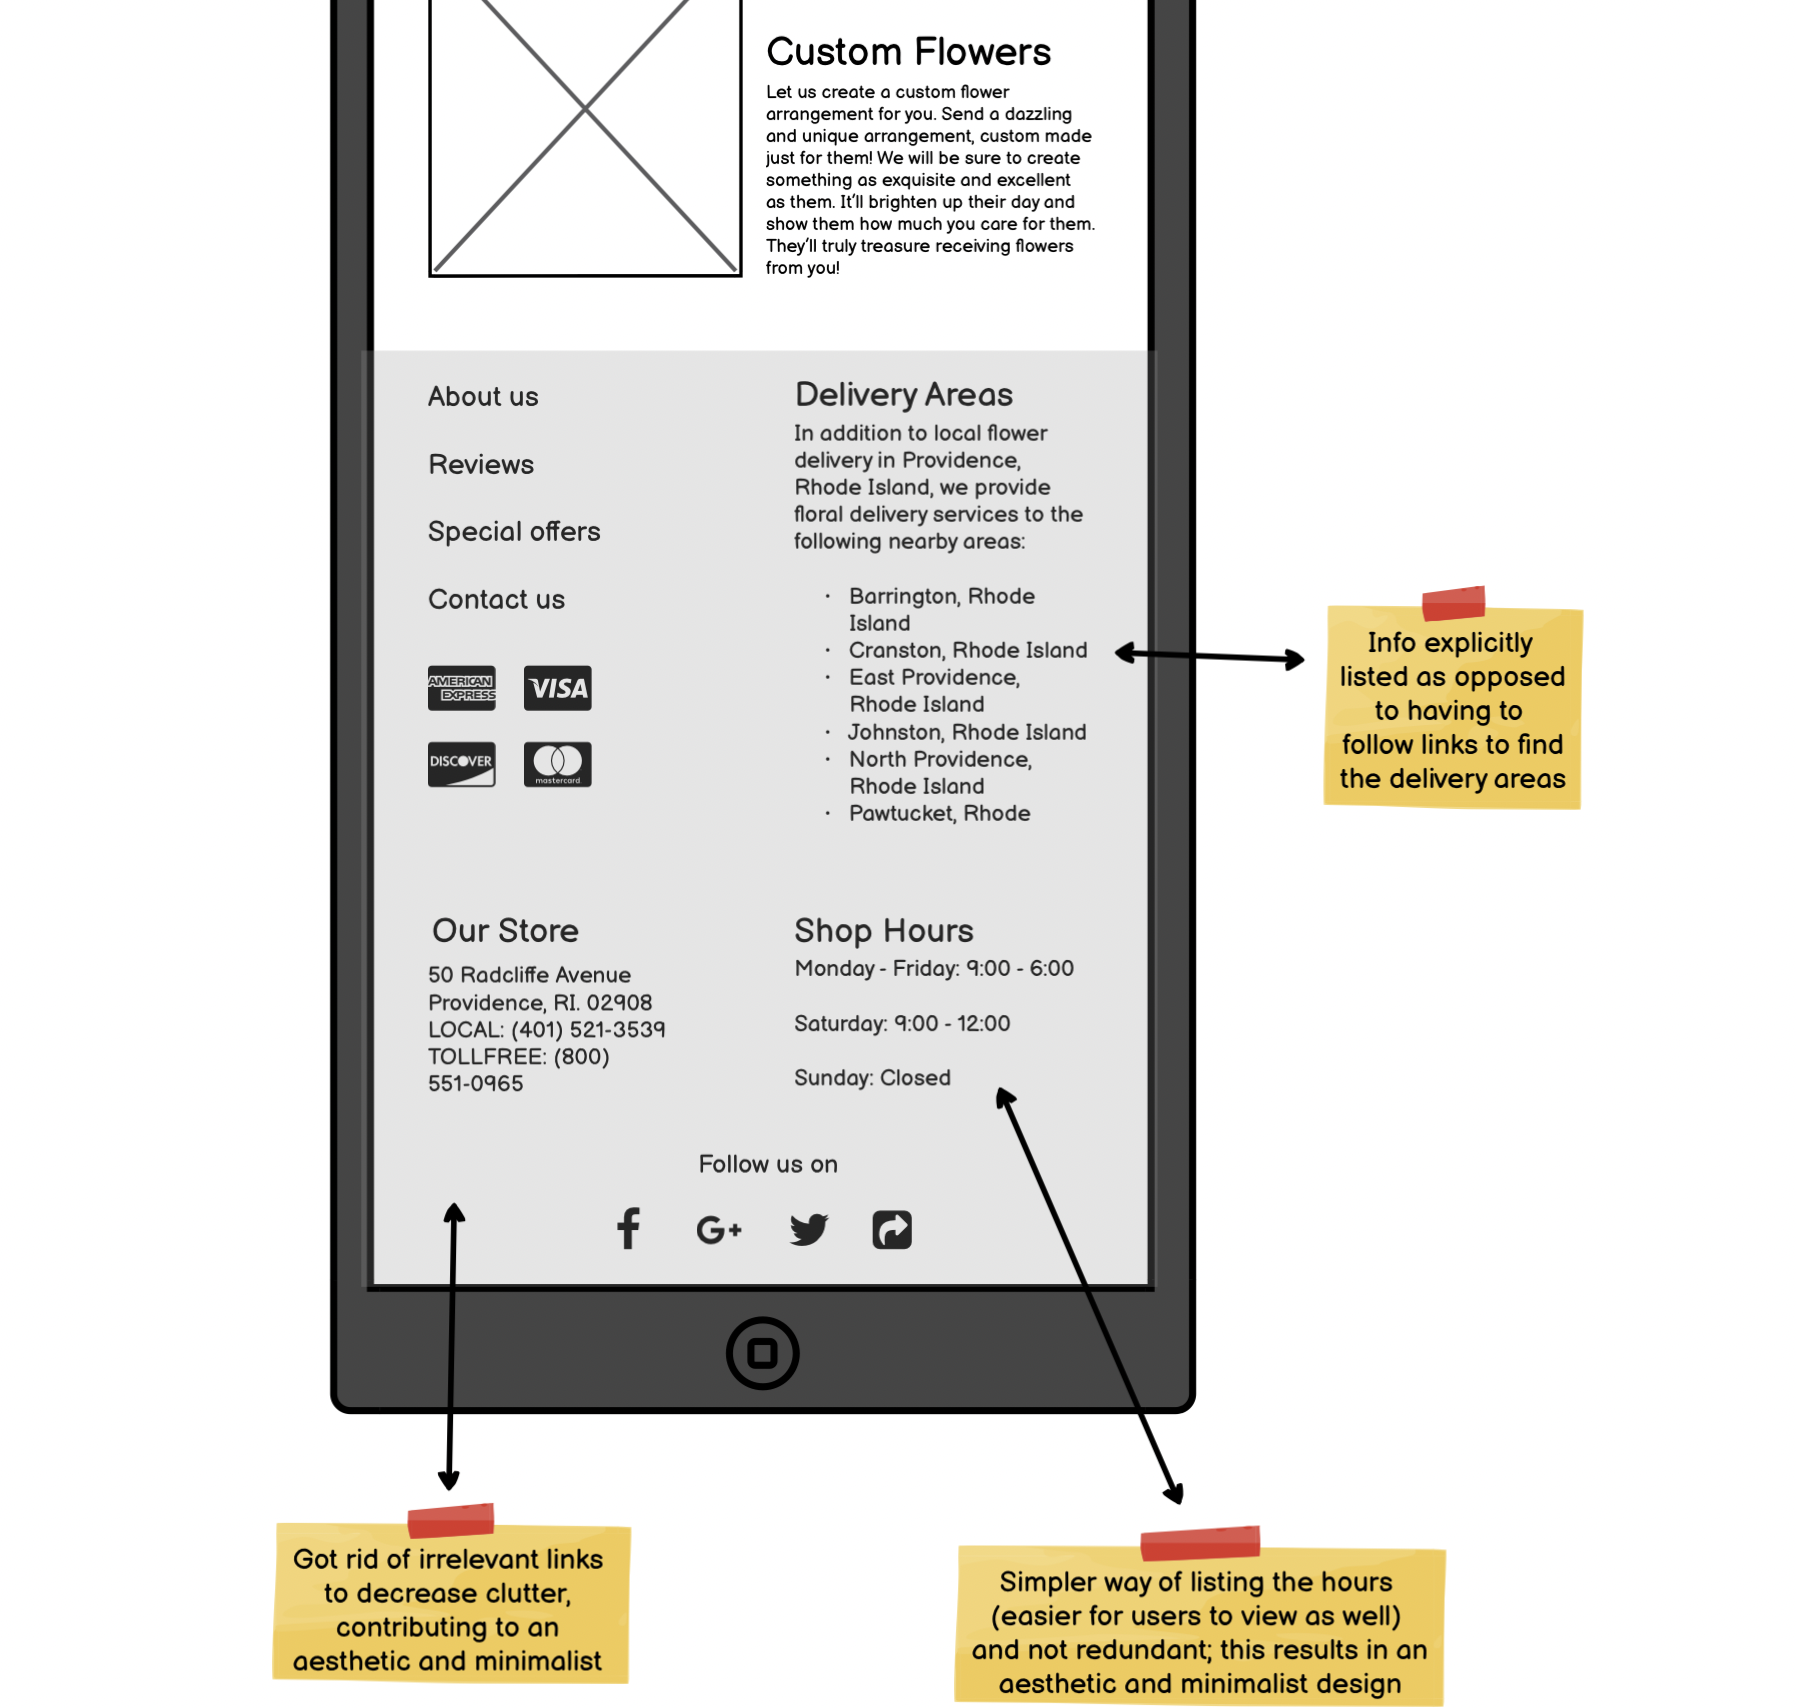 Custom Flowers
Let us create a custom flower
arrangement for you. Send a dazzling
and unique arrangement, custom made
just for them! We will be sure to create
something as exquisite and excellent
as them. It'll brighten up their day and
show them how much you care for them.
They'll truly treasure receiving flowers
from you!
About us
Reviews
Special offers
Contact us
AMERICAN
EXPRESS
VISA
DISCOVER
mastercard
Delivery Areas
In addition to local flower
delivery in Providence,
Rhode Island, we provide
floral delivery services to the
following nearby areas:
· Barrington, Rhode
Island
· Cranston, Rhode Island
· East Providence,
Rhode Island
· Johnston, Rhode Island
· North Providence,
Rhode Island
· Pawtucket, Rhode
Info explicitly
listed as opposed
to having to
follow links to find
the delivery areas
Our Store
50 Radcliffe Avenue
Providence, RI. 02908
LOCAL: (401) 521-3539
TOLLFREE: (800)
551-0965
Shop Hours
Monday - Friday: 9:00 - 6:00
Saturday: 9:00 - 12:00
Sunday: Closed
Follow us on
f
G+
Got rid of irrelevant links
to decrease clutter,
contributing to an
aesthetic and minimalist
Simpler way of listing the hours
(easier for users to view as well)
and not redundant; this results in an
aesthetic and minimalist design